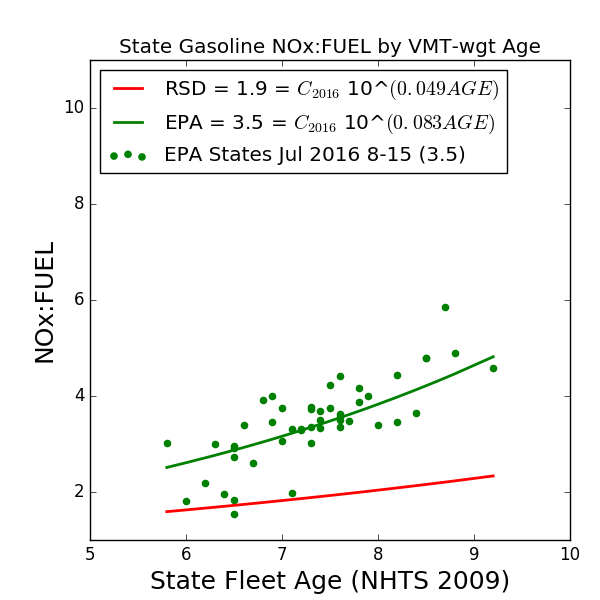 State Gasoline NOx:FUEL by VMT-wgt Age
RSD = 1.9 = C₂₀₁₆ 10^(0.049AGE)
EPA = 3.5 = C₂₀₁₆ 10^(0.083AGE)
EPA States Jul 2016 8-15 (3.5)
10
8
6
4
2
NOx:FUEL
5 6 7 8 9 10
State Fleet Age (NHTS 2009)